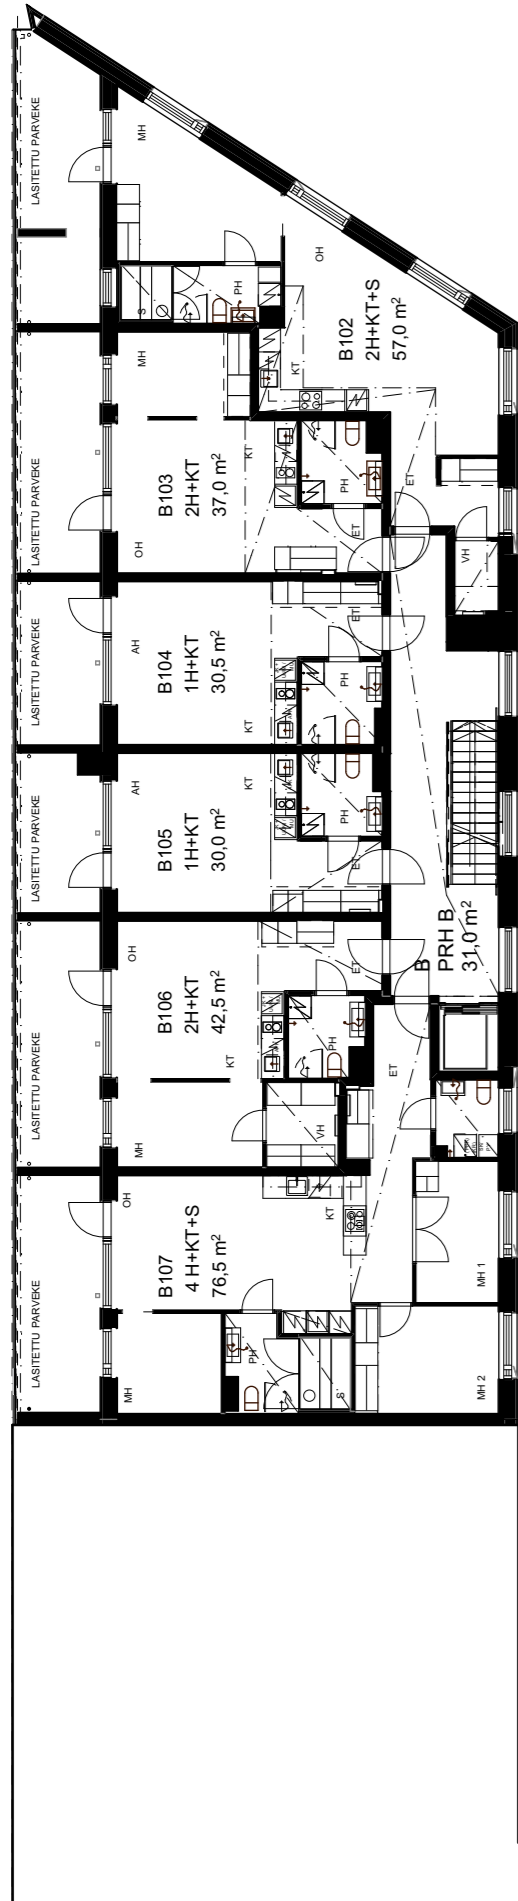 LASITETTU PARVEKE
MH
S
PH
OH
B102
2H+KT+S
57,0 m²
KT
ET
VH
LASITETTU PARVEKE
MH
B103
2H+KT
37,0 m²
OH
KT
PH
ET
LASITETTU PARVEKE
AH
B104
1H+KT
30,5 m²
KT
ET
PH
LASITETTU PARVEKE
AH
B105
1H+KT
30,0 m²
KT
PH
ET
B
PRH B
31,0 m²
LASITETTU PARVEKE
OH
B106
2H+KT
42,5 m²
KT
MH
ET
PH
VH
LASITETTU PARVEKE
OH
B107
4 H+KT+S
76,5 m²
KT
ET
MH
PH
S
MH 1
MH 2